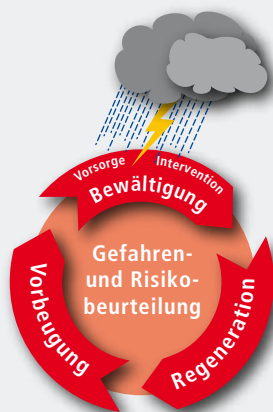 Vorsorge Intervention
Bewältigung
Gefahren-
und Risiko-
beurteilung
Vorbeugung
Regeneration